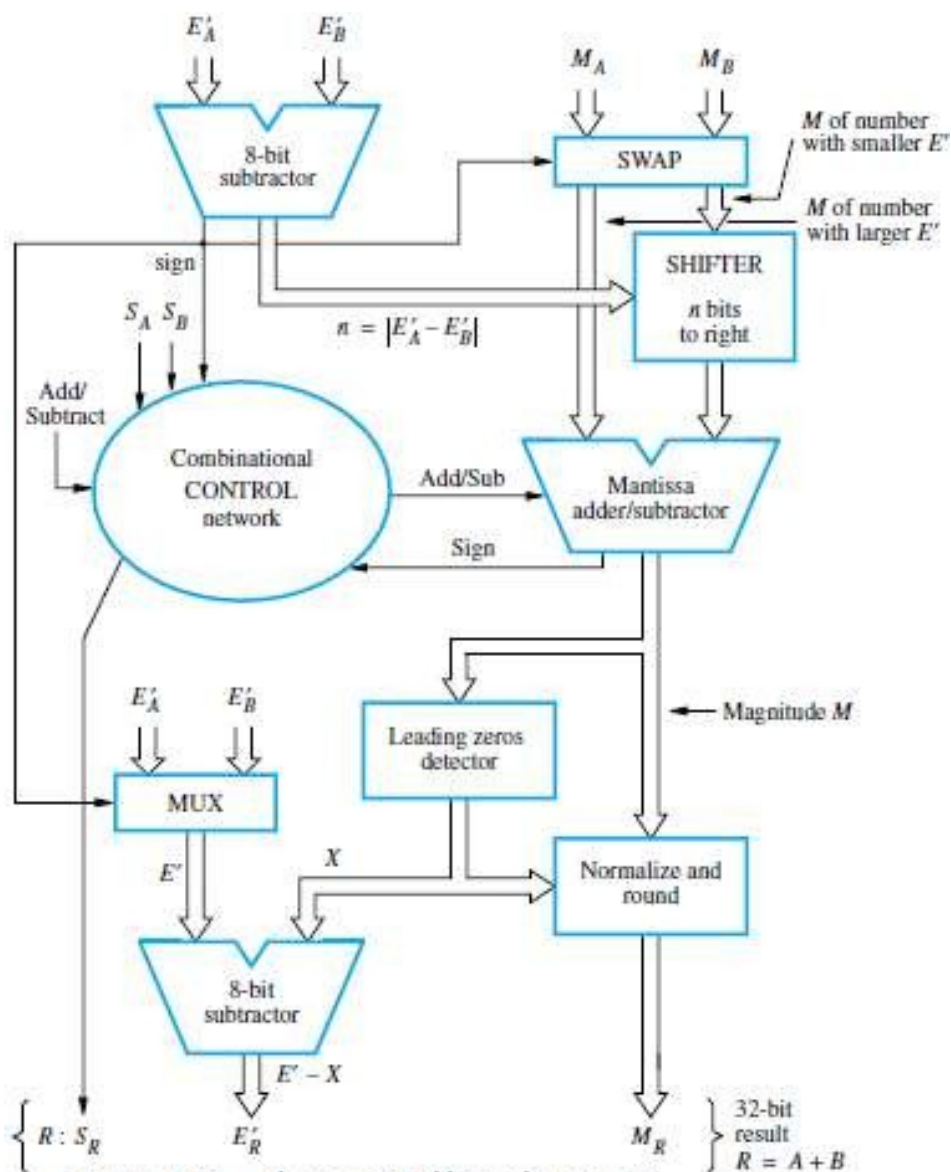 E'A E'B
MA MB
8-bit
subtractor
SWAP
M of number
with smaller E'
M of number
with larger E'
sign
SHIFTER
n bits
to right
n = |E'A − E'B|
SA SB
Add/
Subtract
Combinational
CONTROL
network
Add/Sub
Mantissa
adder/subtractor
Sign
E'A E'B
Leading zeros
detector
Magnitude M
MUX
E'
X
Normalize and
round
8-bit
subtractor
E' − X
R : SR
E'R
MR
32-bit
result
R = A + B